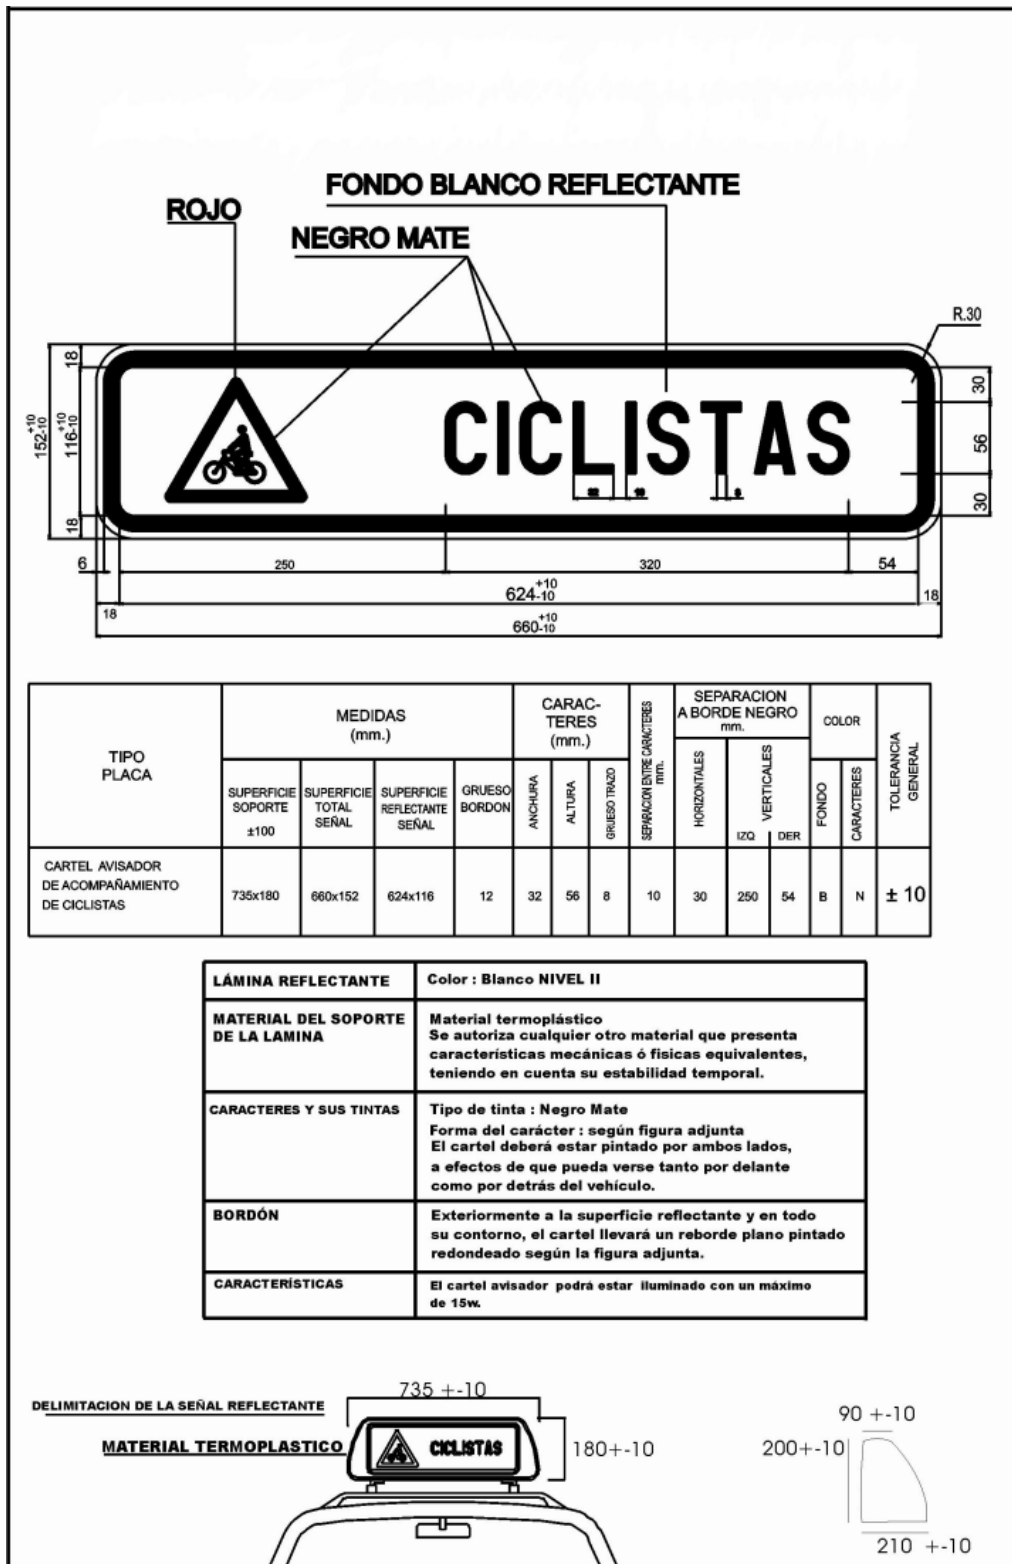 FONDO BLANCO REFLECTANTE
ROJO
NEGRO MATE
R.30
CICLISTAS
18
152+10-10
116+10-10
18
30
56
30
32
10
8
6
250
320
54
624+10-10
18
18
660+10-10
TIPO
PLACA
MEDIDAS
(mm.)
CARAC-
TERES
(mm.)
SEPARACION ENTRE CARACTERES
mm.
SEPARACION
A BORDE NEGRO
mm.
COLOR
TOLERANCIA
GENERAL
SUPERFICIE
SOPORTE
±100
SUPERFICIE
TOTAL
SEÑAL
SUPERFICIE
REFLECTANTE
SEÑAL
GRUESO
BORDON
ANCHURA
ALTURA
GRUESO TRAZO
HORIZONTALES
VERTICALES
IZQ
DER
FONDO
CARACTERES
CARTEL AVISADOR
DE ACOMPAÑAMIENTO
DE CICLISTAS
735x180
660x152
624x116
12
32
56
8
10
30
250
54
B
N
± 10
LÁMINA REFLECTANTE
Color : Blanco NIVEL II
MATERIAL DEL SOPORTE
DE LA LAMINA
Material termoplástico
Se autoriza cualquier otro material que presenta
características mecánicas ó fisicas equivalentes,
teniendo en cuenta su estabilidad temporal.
CARACTERES Y SUS TINTAS
Tipo de tinta : Negro Mate
Forma del carácter : según figura adjunta
El cartel deberá estar pintado por ambos lados,
a efectos de que pueda verse tanto por delante
como por detrás del vehículo.
BORDÓN
Exteriormente a la superficie reflectante y en todo
su contorno, el cartel llevará un reborde plano pintado
redondeado según la figura adjunta.
CARACTERÍSTICAS
El cartel avisador podrá estar iluminado con un máximo
de 15w.
735 +-10
DELIMITACION DE LA SEÑAL REFLECTANTE
MATERIAL TERMOPLASTICO
CICLISTAS
180+-10
90 +-10
200+-10
210 +-10